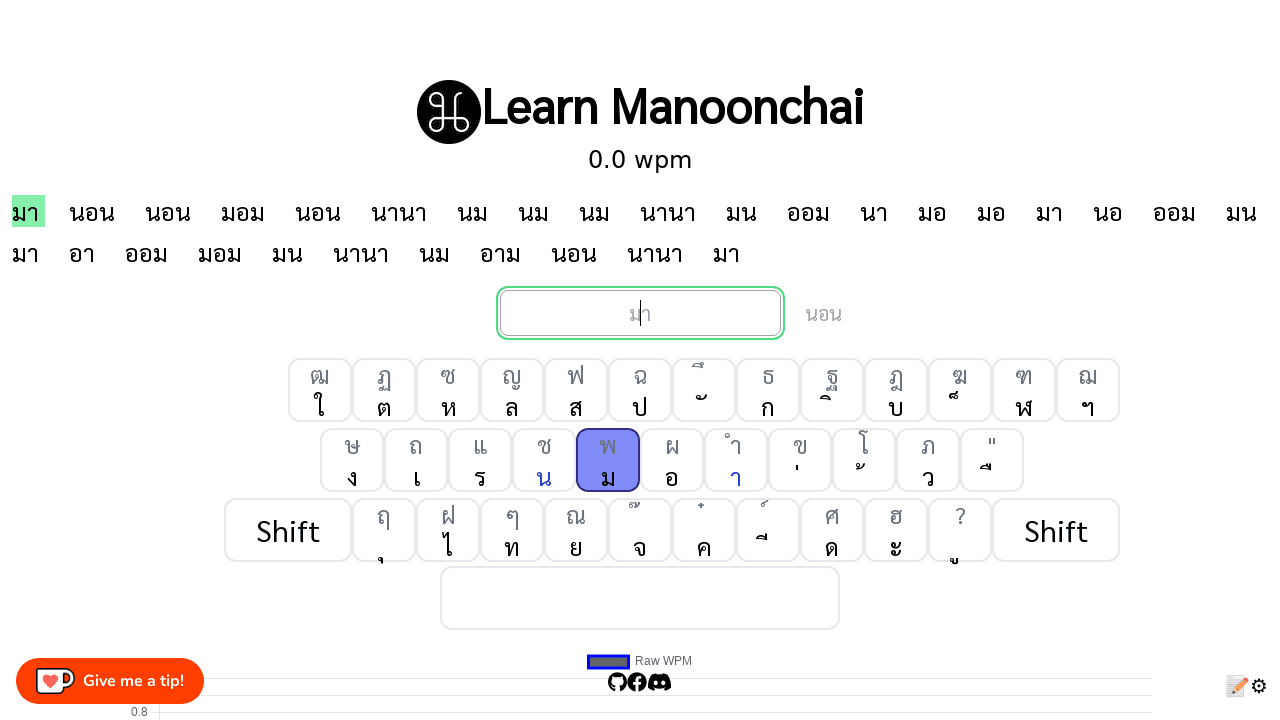 Learn Manoonchai
0.0 wpm
มา นอน นอน มอม นอน นานา นม นม นม นานา มน ออม นา มอ มอ มา นอ ออม มน
มา อา ออม มอม มน นานา นม อาม นอน นานา มา
มา นอน
ฒ ฏ ซ ญ ฟ ฉ ึ ธ ฐ ฎ ฆ ฑ ฌ
ใ ต ห ล ส ป ั ก ิ บ ็ ฬ ฯ
ษ ถ แ ช พ ผ ำ ข โ ภ "
ง เ ร น ม อ า ่ ้ ว ื
Shift ฤ ฝ ๆ ณ ๊ ๋ ์ ศ ฮ ? Shift
ุ ไ ท ย จ ค ี ด ะ ู
Raw WPM
Give me a tip!
0.8